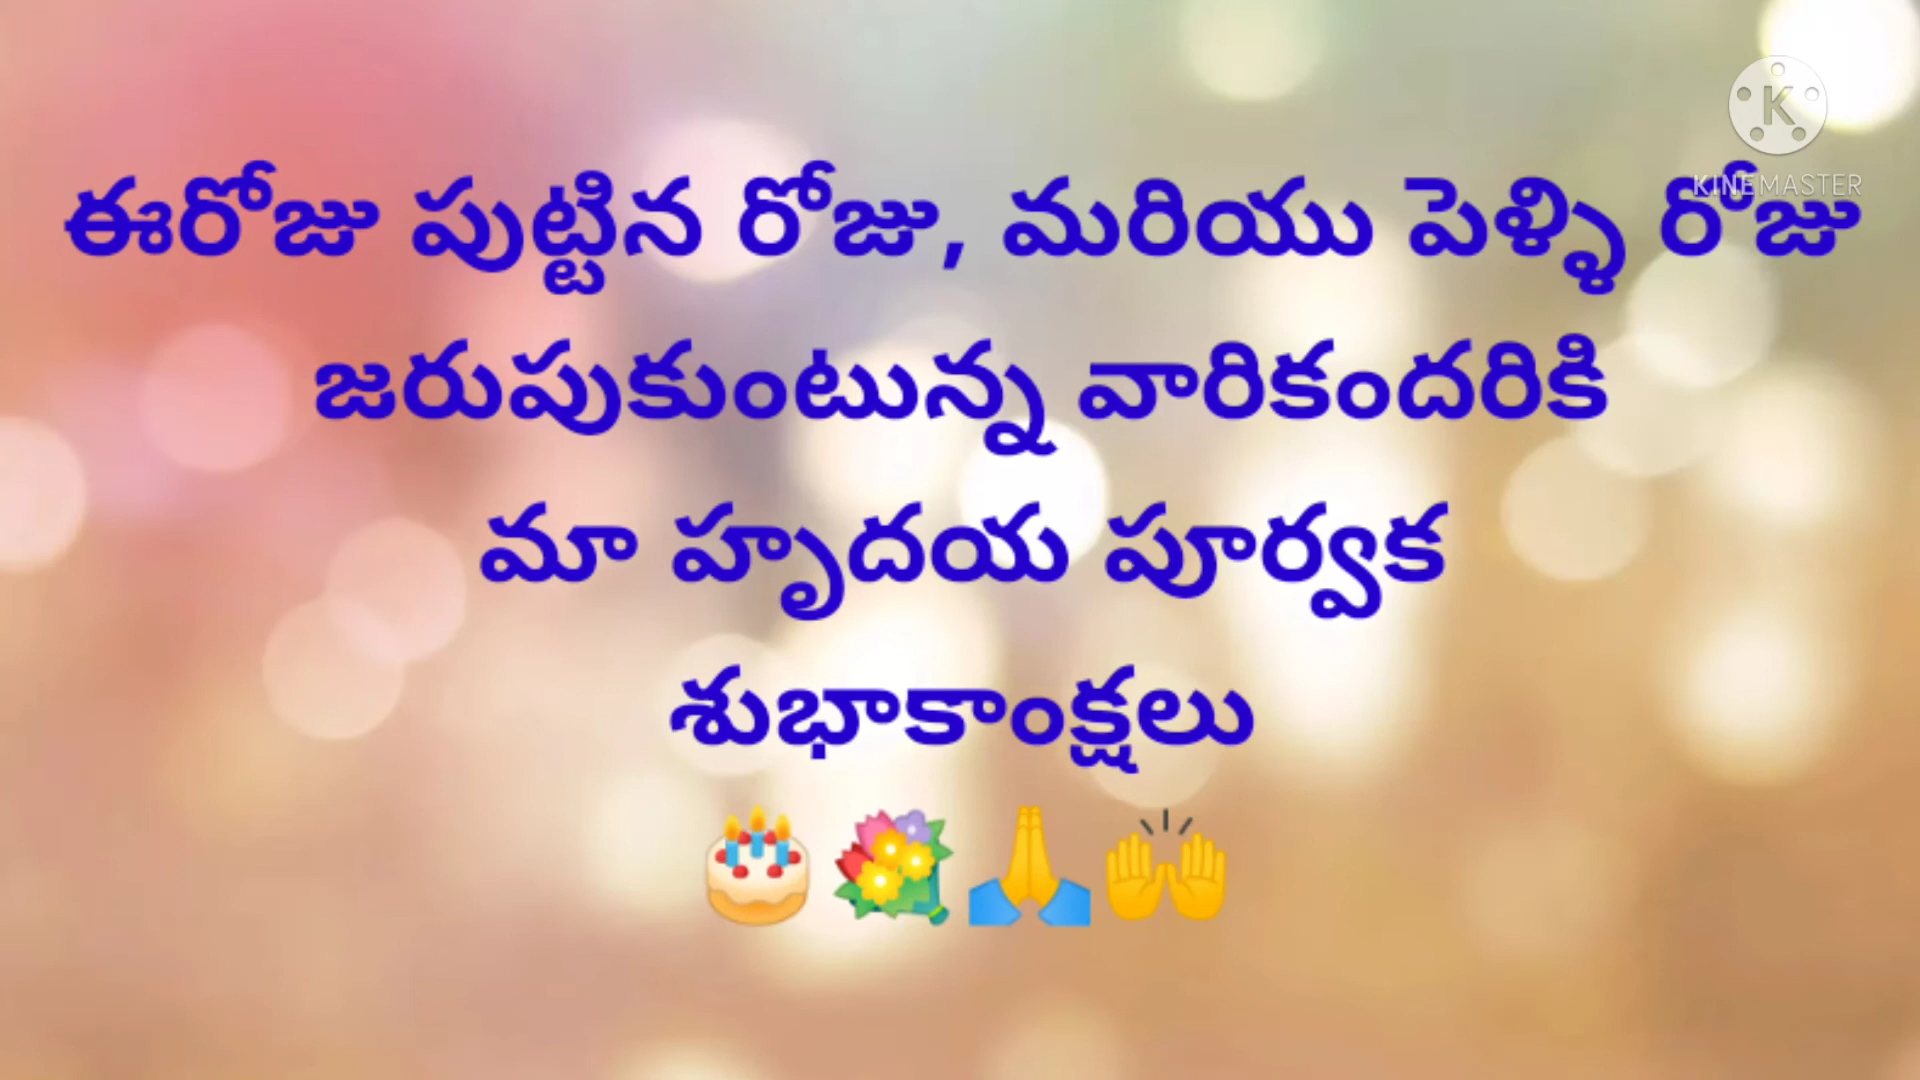 KINEMASTER
ఈరోజు పుట్టిన రోజు, మరియు పెళ్ళి రోజు
జరుపుకుంటున్న వారికందరికి
మా హృదయ పూర్వక
శుభాకాంక్షలు
🎂💐🙏🙌